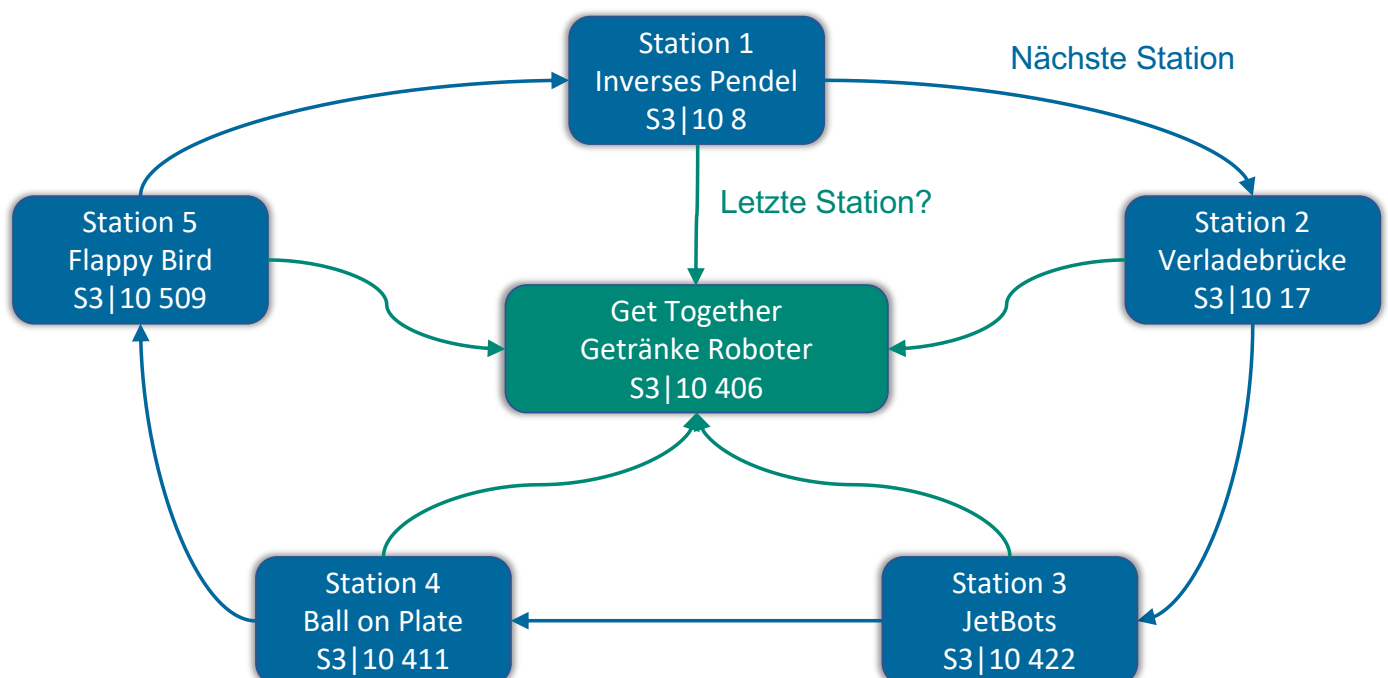 Station 1
Inverses Pendel
S3|10 8
Nächste Station
Letzte Station?
Station 5
Flappy Bird
S3|10 509
Station 2
Verladebrücke
S3|10 17
Get Together
Getränke Roboter
S3|10 406
Station 4
Ball on Plate
S3|10 411
Station 3
JetBots
S3|10 422